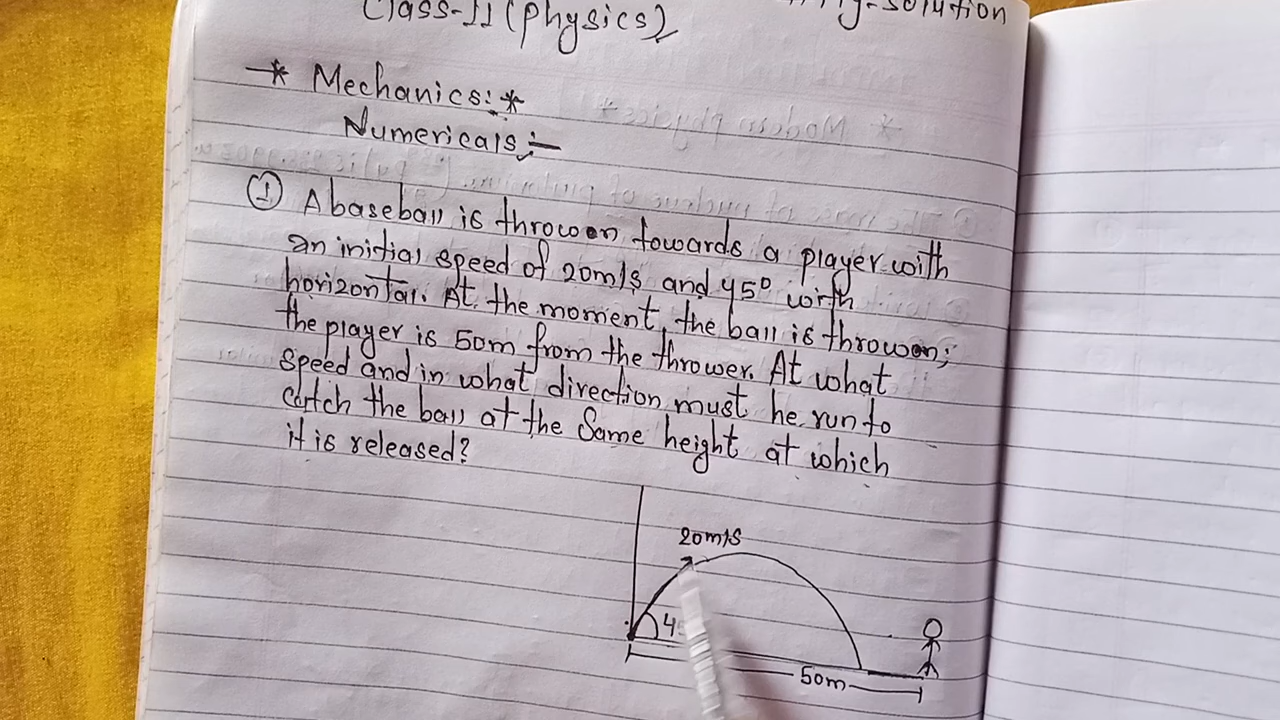 Class-11 (Physics)
-solution
* Mechanics:*
Numericals:-
① A baseball is throwon towards a player with
an initial speed of 20m/s and 45° with
horizontal. At the moment, the ball is throwon;
the player is 50m from the thrower. At what
speed and in what direction must he run to
catch the ball at the Same height at which
it is released?
20m/s
4
50m